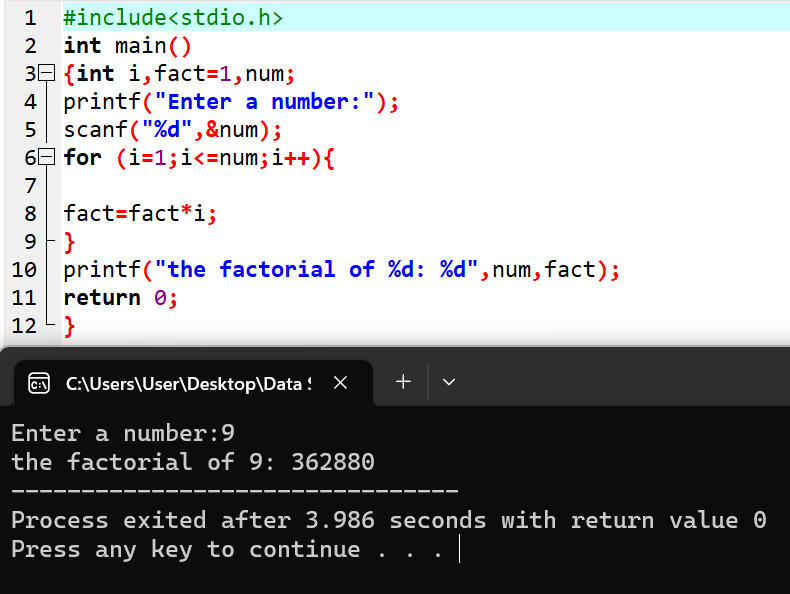 1 #include<stdio.h>
2 int main()
3 {int i,fact=1,num;
4 printf("Enter a number:");
5 scanf("%d",&num);
6 for (i=1;i<=num;i++){
7
8 fact=fact*i;
9 }
10 printf("the factorial of %d: %d",num,fact);
11 return 0;
12 }
C:\Users\User\Desktop\Data
Enter a number:9
the factorial of 9: 362880
--------------------------------
Process exited after 3.986 seconds with return value 0
Press any key to continue . . .